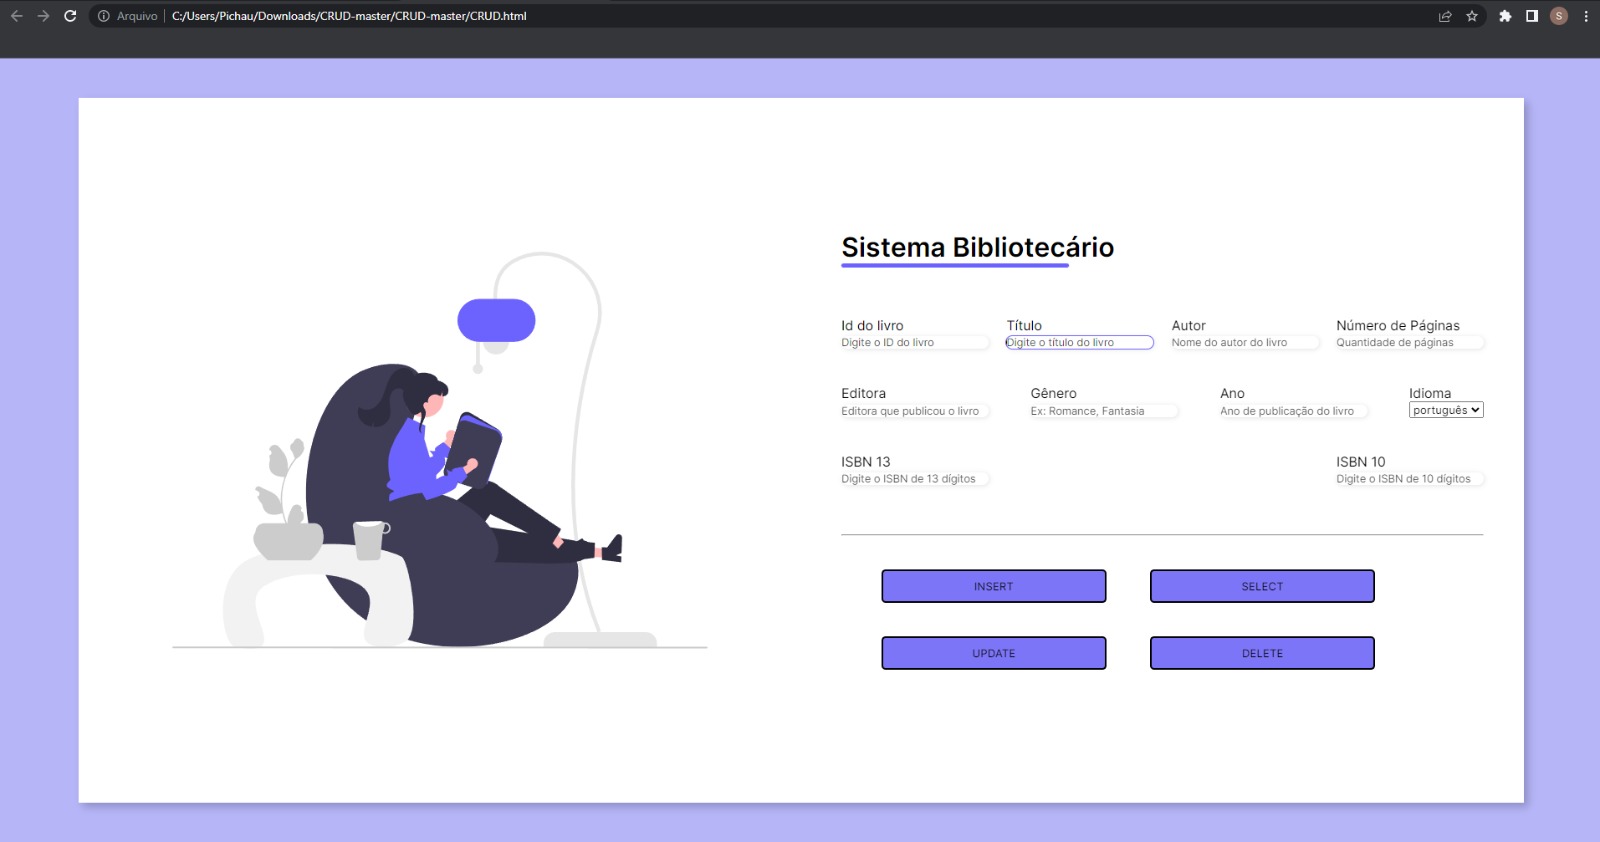 Arquivo
C:/Users/Pichau/Downloads/CRUD-master/CRUD-master/CRUD.html
S
Sistema Bibliotecário
Id do livro
Digite o ID do livro
Título
Digite o título do livro
Autor
Nome do autor do livro
Número de Páginas
Quantidade de páginas
Editora
Editora que publicou o livro
Gênero
Ex: Romance, Fantasia
Ano
Ano de publicação do livro
Idioma
português
ISBN 13
Digite o ISBN de 13 dígitos
ISBN 10
Digite o ISBN de 10 dígitos
INSERT
SELECT
UPDATE
DELETE